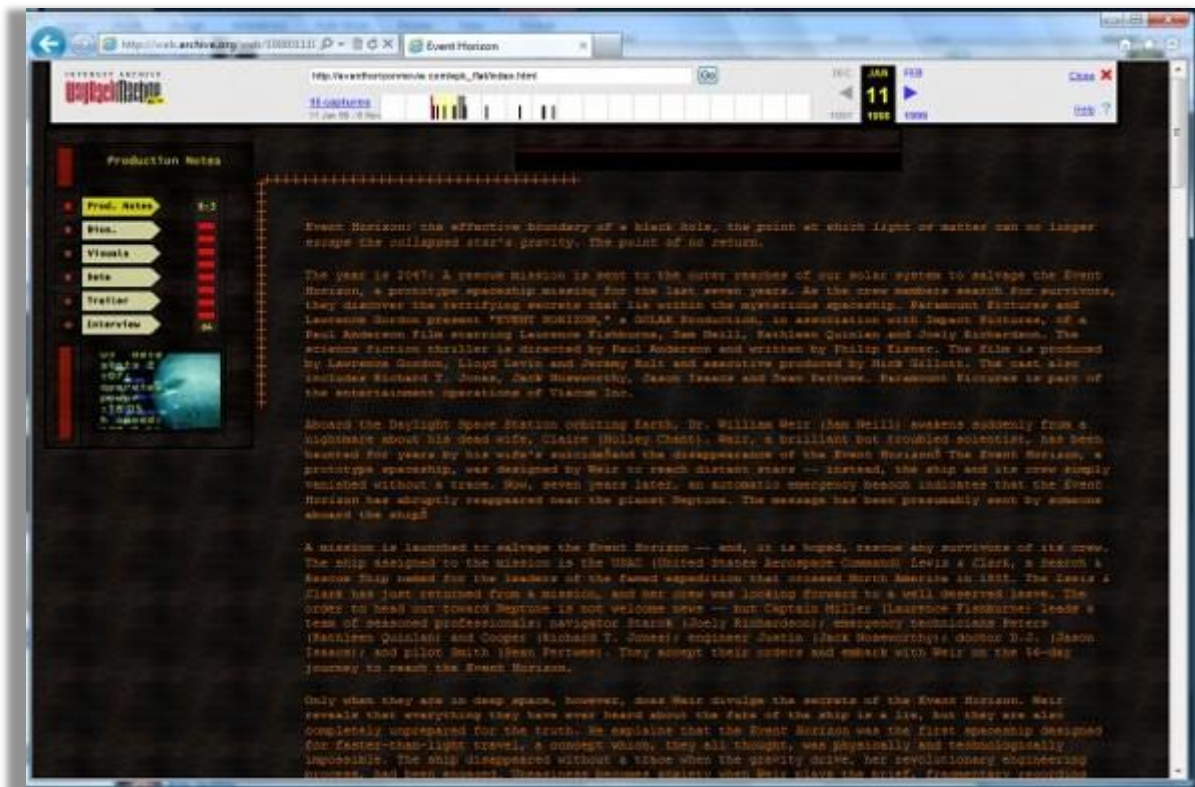 Event Horizon
INTERNET ARCHIVE
WayBackMachine
http://eventhorizonmovie.com/epk_flat/index.html
Go
DEC JAN FEB
Close
16 captures
11
Help ?
1997 1998 1999
Production Notes
Prod. Notes
Bios.
Visuals
Data
Trailer
Interview
Event Horizon: the effective boundary of a black hole, the point at which light or matter can no longer
escape the collapsed star's gravity. The point of no return.
The year is 2047: A rescue mission is sent to the outer reaches of our solar system to salvage the Event
Horizon, a prototype spaceship missing for the last seven years. As the crew members search for survivors,
they discover the terrifying that lie within the mysterious spaceship. Paramount Pictures and
Lawrence Gordon present "EVENT HORIZON," a GOLAR Production, in association with Impact Pictures, of a
Paul Anderson Film starring Laurence Fishburne, Sam Neill, Kathleen Quinlan and Joely Richardson. The
science fiction thriller is directed by Paul Anderson and written by Philip Eisner. The film is produced
by Lawrence Gordon, Lloyd Levin and Jeremy Bolt and executive produced by Nick Gillott. The cast also
includes Richard T. Jones, Jack Noseworthy, Jason Isaacs and Sean Pertwee. Paramount Pictures is part of
the entertainment operations of Viacom Inc.
Aboard the Daylight Space Station, orbiting Earth, Dr. William Weir (Sam Neill) awakens suddenly from a
nightmare about his dead wife, Claire (Holley Chant). Weir, a brilliant but troubled scientist, has been
haunted for years by his wife's suicide and the disappearance of the Event Horizon. The Event Horizon, a
prototype spaceship, was designed by Weir to reach distant stars -- instead, the ship and its crew simply
vanished without a trace. Now, seven years later, an automatic emergency beacon indicates that the Event
Horizon has abruptly reappeared near the planet Neptune. The message has been presumably sent by someone
aboard the ship
A mission is launched to salvage the Event Horizon -- and, it is hoped, rescue any survivors of its crew.
The ship assigned to the mission is the USAC (United States Aerospace Command) Lewis & Clark, a Search &
Rescue Ship named for the leaders of the famed expedition that crossed North America in The Lewis &
Clark has just returned from a mission, and her crew was looking forward to a well deserved leave. The
order to head out toward Neptune is not welcome news -- but Captain Miller (Laurence Fishburne) leads a
team of seasoned professionals: navigator Starck (Joely Richardson); emergency technicians Peters
(Kathleen Quinlan) and Cooper (Richard T. Jones); engineer Justin (Jack Noseworthy); doctor D.J. (Jason
Isaacs); and pilot Smith (Sean Pertwee). They accept their orders and embark with Weir on the 56-day
journey to reach the Event Horizon.
Only when they are in deep space, however, does Weir divulge the secrets of the Event Horizon. Weir
reveals that everything they have ever heard about the fate of the ship is a lie, but they are also
completely unprepared for the truth. He explains that the Event Horizon was the first spaceship designed
for faster-than-light travel, a concept which, they all thought, was physically and technologically
impossible. The ship disappeared without a trace when the gravity drive, her revolutionary engineering